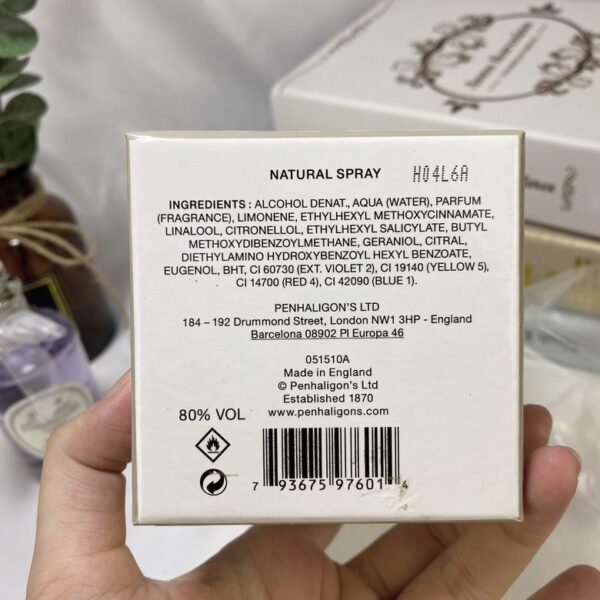 NATURAL SPRAY H04L6A
INGREDIENTS : ALCOHOL DENAT., AQUA (WATER), PARFUM
(FRAGRANCE), LIMONENE, ETHYLHEXYL METHOXYCINNAMATE,
LINALOOL, CITRONELLOL, ETHYLHEXYL SALICYLATE, BUTYL
METHOXYDIBENZOYLMETHANE, GERANIOL, CITRAL,
DIETHYLAMINO HYDROXYBENZOYL HEXYL BENZOATE,
EUGENOL, BHT, CI 60730 (EXT. VIOLET 2), CI 19140 (YELLOW 5),
CI 14700 (RED 4), CI 42090 (BLUE 1).
PENHALIGON'S LTD
184 – 192 Drummond Street, London NW1 3HP - England
Barcelona 08902 Pl Europa 46
051510A
Made in England
© Penhaligon's Ltd
Established 1870
www.penhaligons.com
80% VOL
7 93675 97601 4